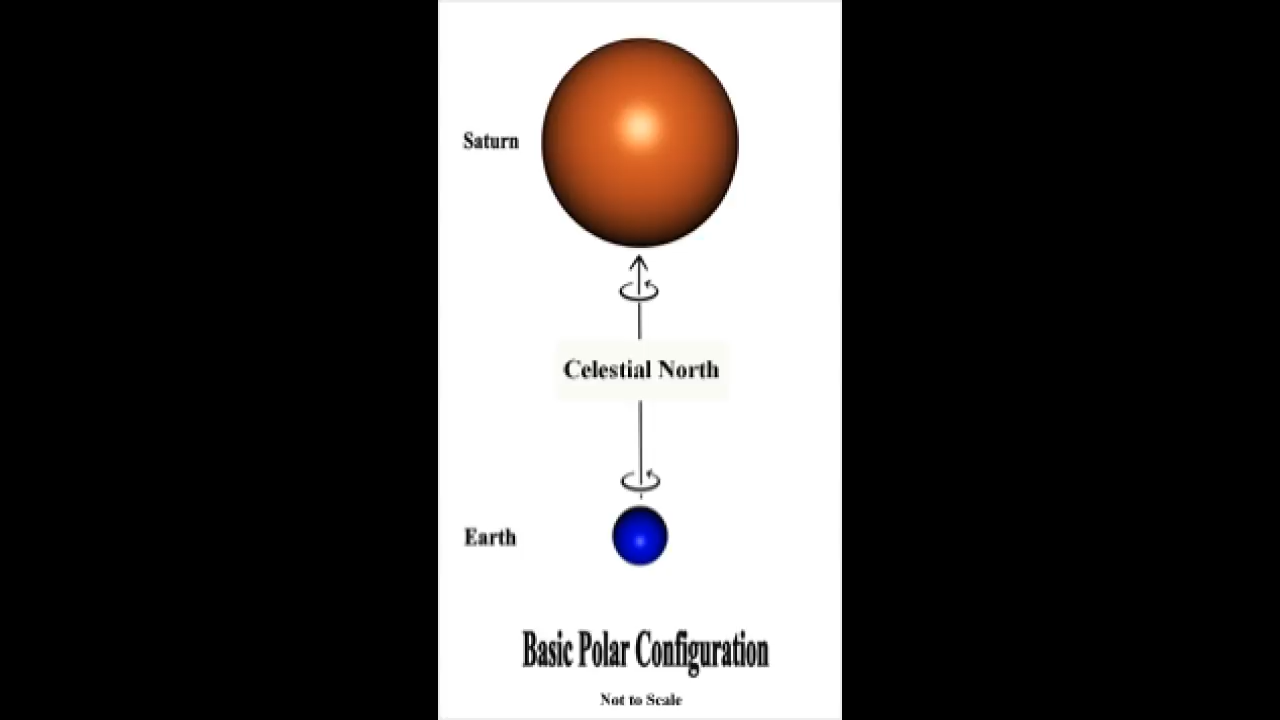 Saturn
Celestial North
Earth
Basic Polar Configuration
Not to Scale